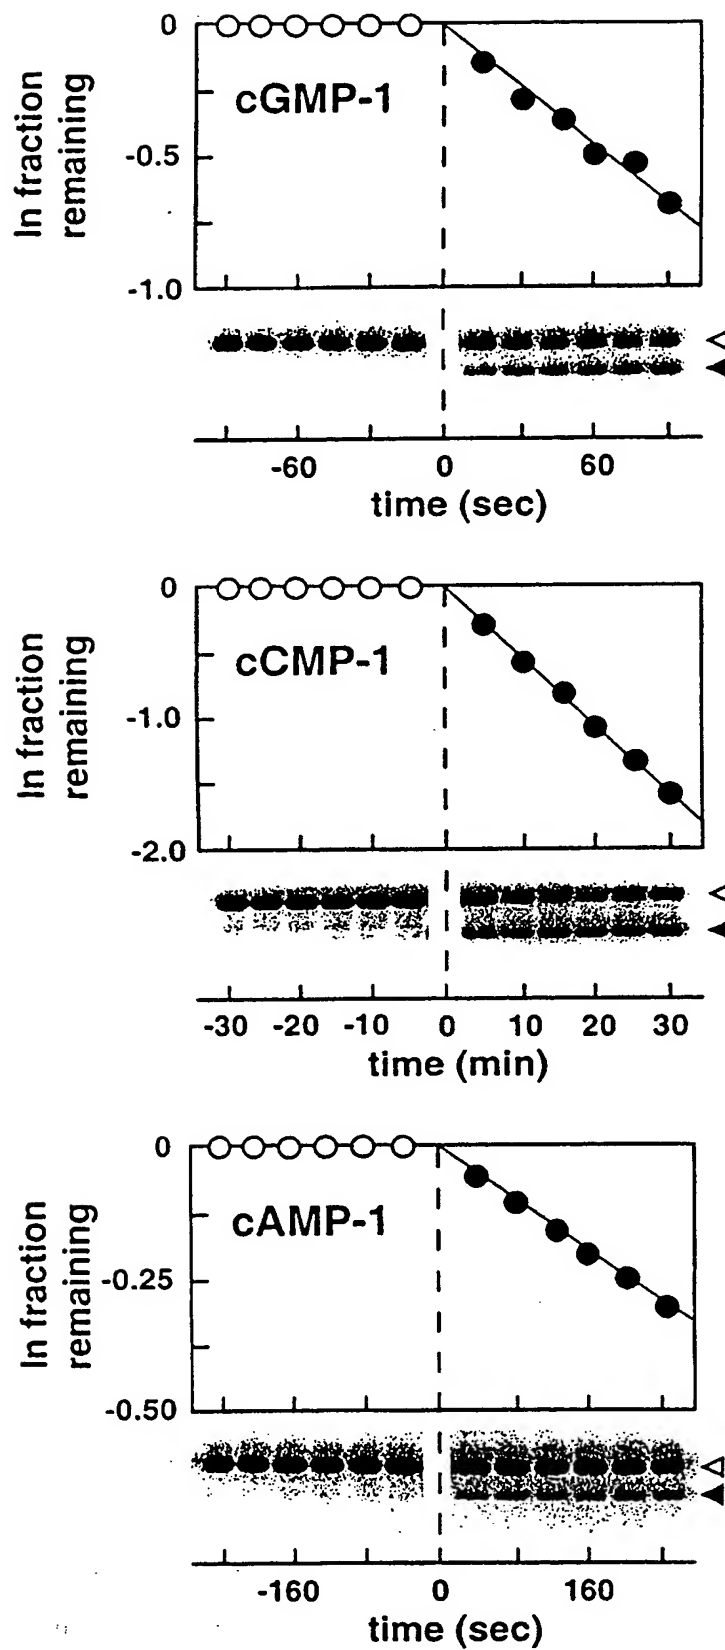 0
cGMP-1
-0.5
ln fraction
remaining
-1.0
-60 0 60
time (sec)
0
cCMP-1
-1.0
ln fraction
remaining
-2.0
-30 -20 -10 0 10 20 30
time (min)
0
cAMP-1
-0.25
ln fraction
remaining
-0.50
-160 0 160
time (sec)